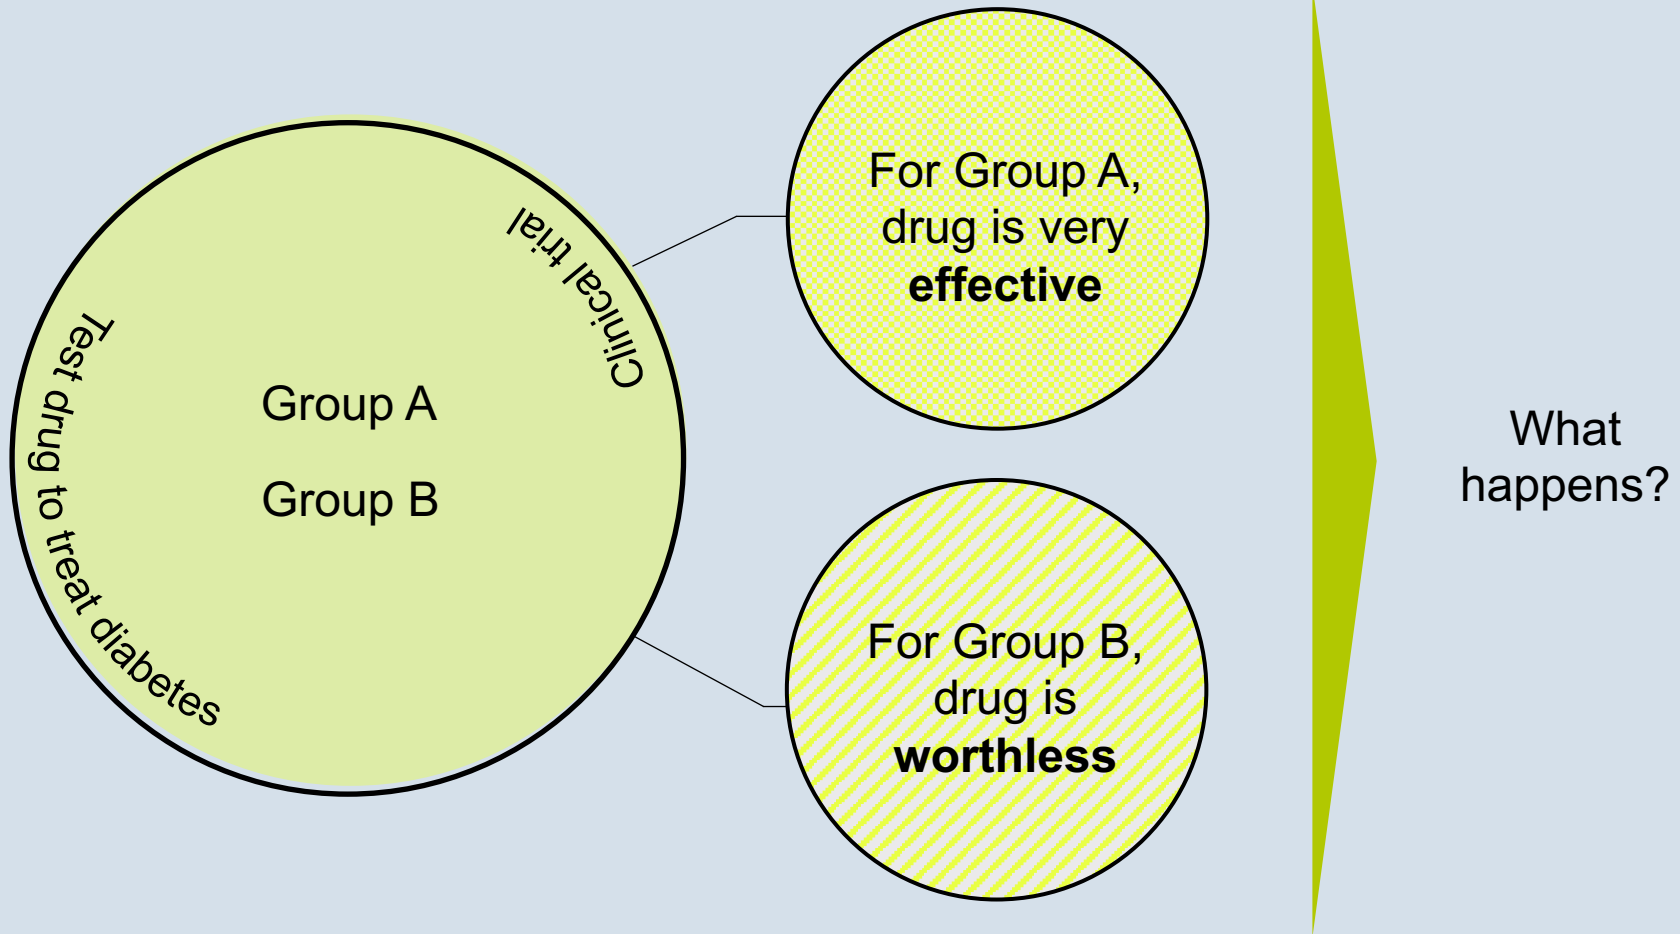 Test drug to treat diabetes
Clinical trial
Group A
Group B
For Group A,
drug is very
effective
For Group B,
drug is
worthless
What
happens?